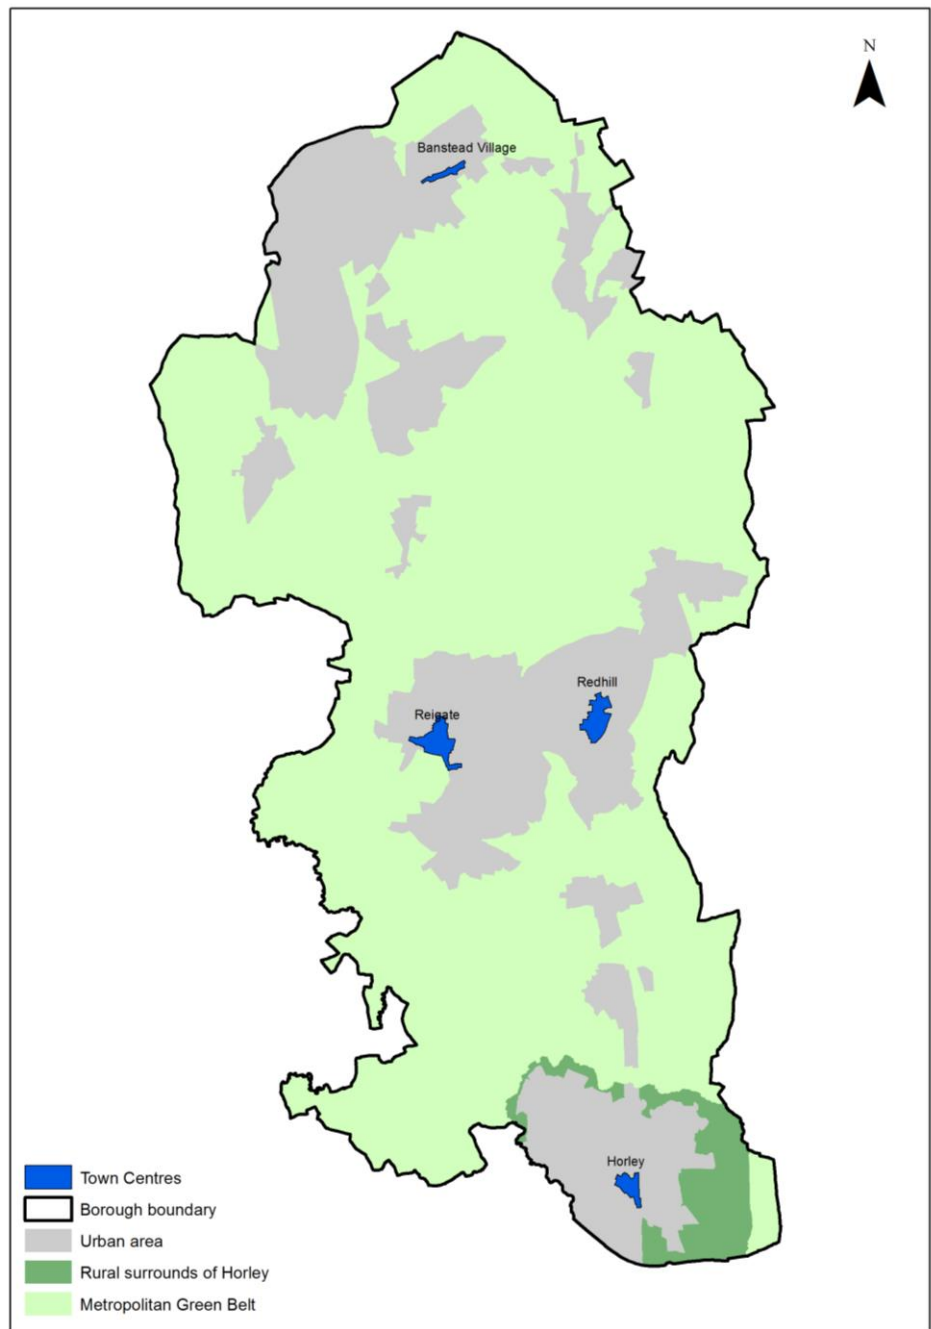 N
Banstead Village
Redhill
Reigate
Horley
Town Centres
Borough boundary
Urban area
Rural surrounds of Horley
Metropolitan Green Belt